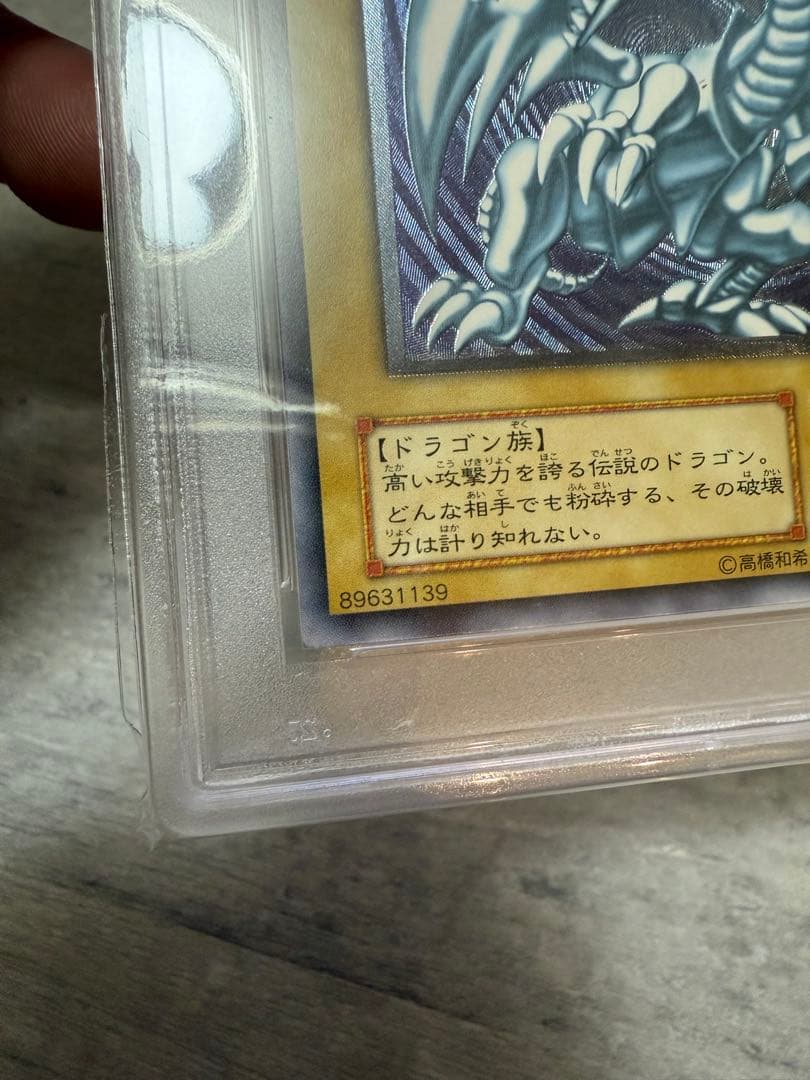 【ドラゴン族】
高い攻撃力を誇る伝説のドラゴン。
どんな相手でも粉砕する、その破壊
力は計り知れない。
©高橋和希
89631139